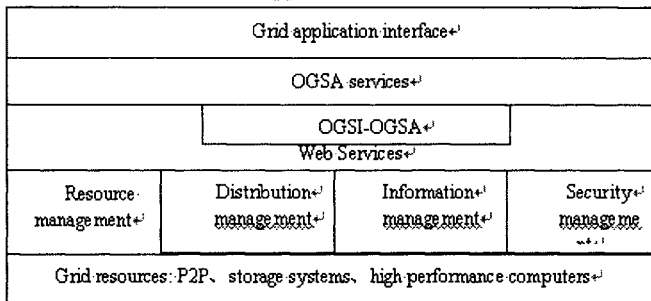 Grid application interface↵
OGSA services↵
OGSI-OGSA↵
Web Services↵
Resource management↵
Distribution↵ management↵
Information↵ management↵
Security↵ manageme
Grid resources: P2P、storage systems、high performance computers↵